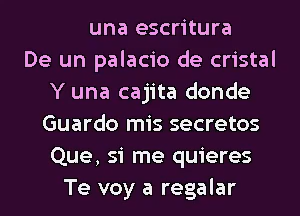 una escritura
De un palacio de cristal
Y una cajita donde
Guardo mis secretos
Que, si me quieres
Te voy a regalar